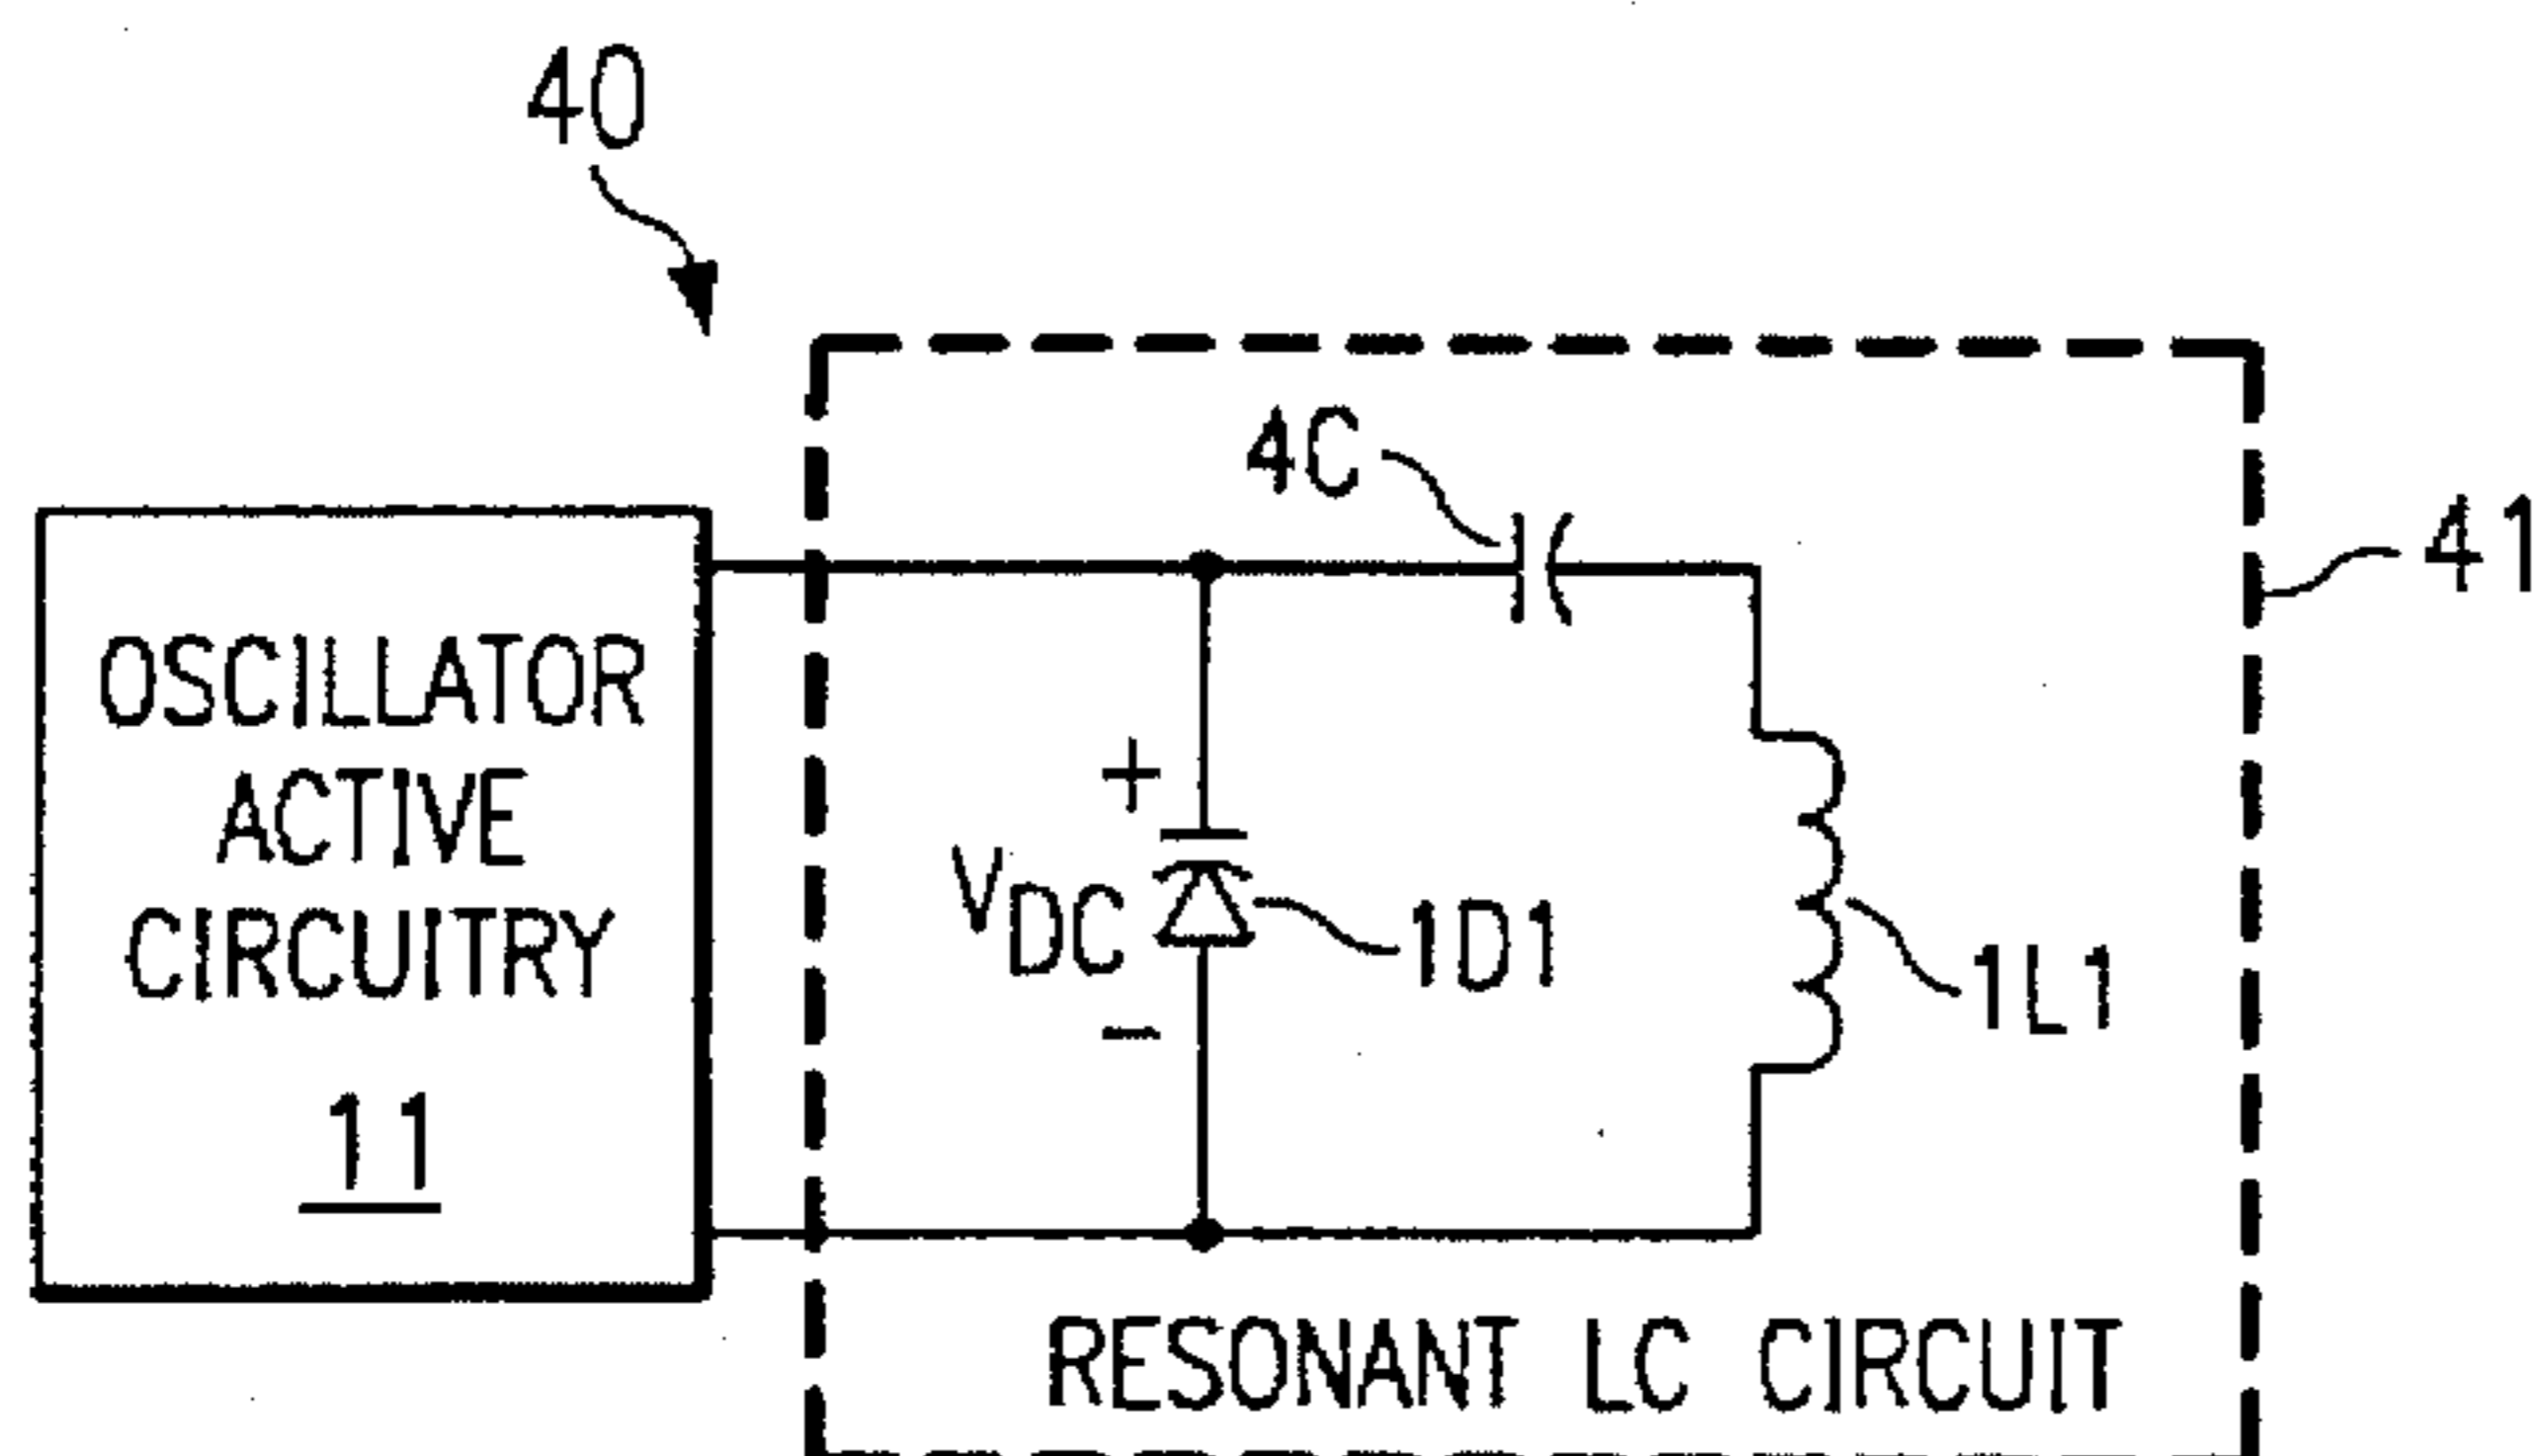 40
4C
41
OSCILLATOR
ACTIVE
CIRCUITRY
11
+
VDC
-
1D1
1L1
RESONANT LC CIRCUIT